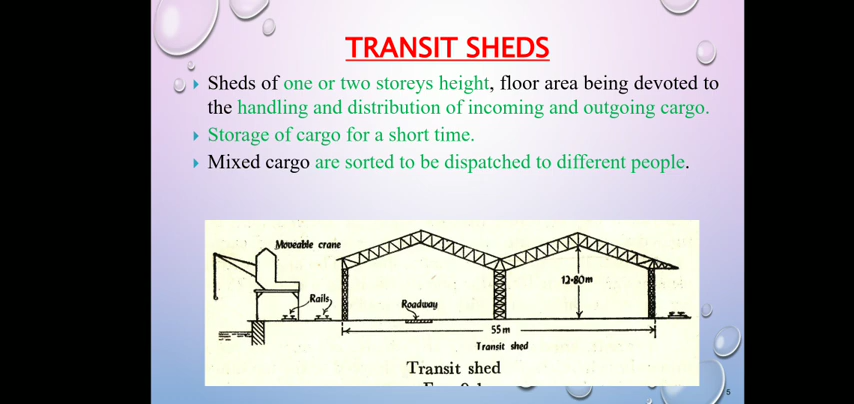 TRANSIT SHEDS
Sheds of one or two storeys height, floor area being devoted to
the handling and distribution of incoming and outgoing cargo.
Storage of cargo for a short time.
Mixed cargo are sorted to be dispatched to different people.
Moveable crane
Rails
Roadway
12·80m
55m
Transit shed
Transit shed
5